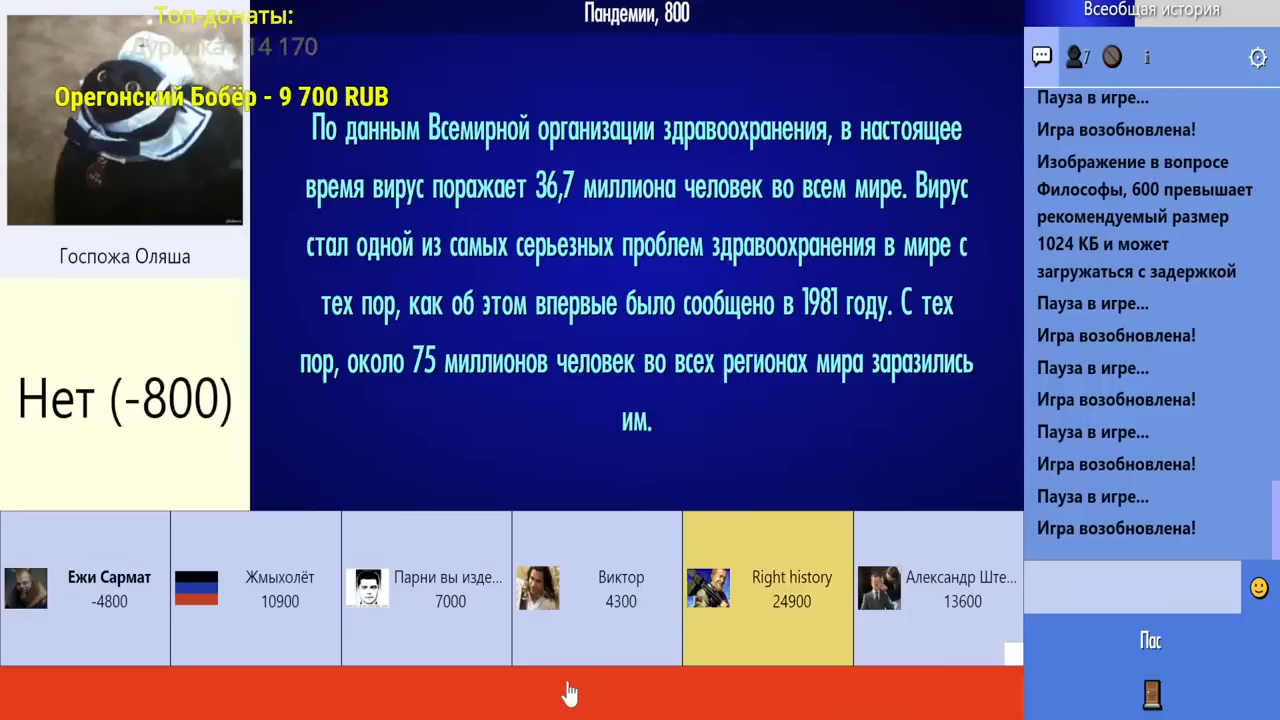 Топ-донаты:
14 170
Орегонский Бобёр - 9 700 RUB
Госпожа Оляша
Нет (-800)
Пандемии, 800
По данным Всемирной организации здравоохранения, в настоящее
время вирус поражает 36,7 миллиона человек во всем мире. Вирус
стал одной из самых серьезных проблем здравоохранения в мире с
тех пор, как об этом впервые было сообщено в 1981 году. С тех
пор, около 75 миллионов человек во всех регионах мира заразились
им.
Ежи Сармат
-4800
Жмыхолёт
10900
Парни вы изде...
7000
Виктор
4300
Right history
24900
Александр Ште...
13600
Всеобщая история
7
i
Пауза в игре...
Игра возобновлена!
Изображение в вопросе
Философы, 600 превышает
рекомендуемый размер
1024 КБ и может
загружаться с задержкой
Пауза в игре...
Игра возобновлена!
Пауза в игре...
Игра возобновлена!
Пауза в игре...
Игра возобновлена!
Пауза в игре...
Игра возобновлена!
Пас